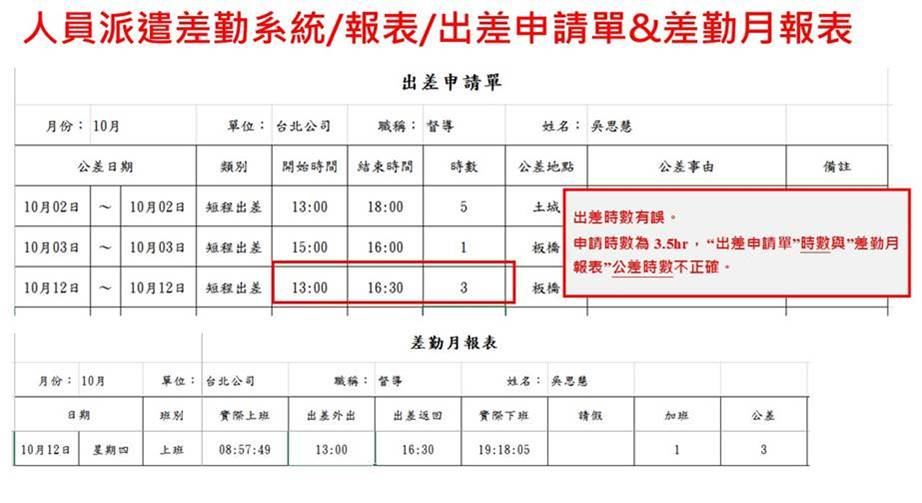 人員派遣差勤系統/報表/出差申請單&差勤月報表
出差申請單
月份： 10月 單位： 台北公司 職稱： 督導 姓名： 吳思慧
公差日期 類別 開始時間 結束時間 時數 公差地點 公差事由 備註
10月02日 ～ 10月02日 短程出差 13:00 18:00 5 土城
10月03日 ～ 10月03日 短程出差 15:00 16:00 1 板橋
10月12日 ～ 10月12日 短程出差 13:00 16:30 3 板橋
出差時數有誤。
申請時數為 3.5hr，“出差申請單”時數與”差勤月
報表”公差時數不正確。
差勤月報表
月份： 10月 單位： 台北公司 職稱： 督導 姓名： 吳思慧
日期 班別 實際上班 出差外出 出差返回 實際下班 請假 加班 公差
10月12日 星期四 上班 08:57:49 13:00 16:30 19:18:05 1 3